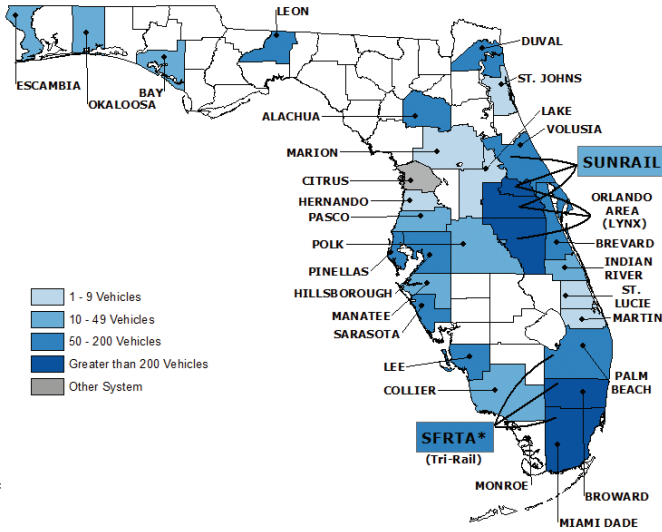 LEON
DUVAL
ESCAMBIA
OKALOOSA
BAY
ST. JOHNS
ALACHUA
LAKE
VOLUSIA
MARION
SUNRAIL
CITRUS
HERNANDO
PASCO
ORLANDO
AREA
(LYNX)
POLK
BREVARD
PINELLAS
INDIAN
RIVER
HILLSBOROUGH
ST.
LUCIE
MANATEE
SARASOTA
MARTIN
1 - 9 Vehicles
10 - 49 Vehicles
50 - 200 Vehicles
Greater than 200 Vehicles
Other System
LEE
COLLIER
PALM
BEACH
SFRTA*
(Tri-Rail)
MONROE
BROWARD
MIAMI DADE